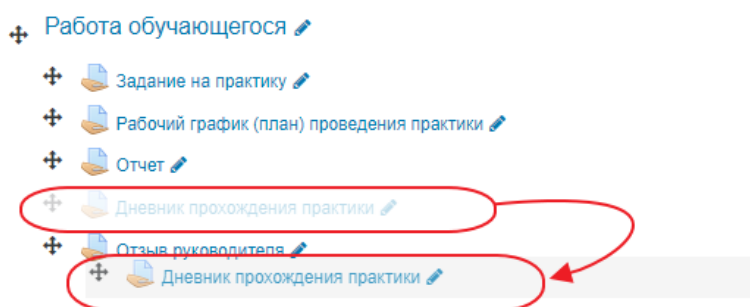 Работа обучающегося
Задание на практику
Рабочий график (план) проведения практики
Отчет
Дневник прохождения практики
Отзыв руководителя
Дневник прохождения практики